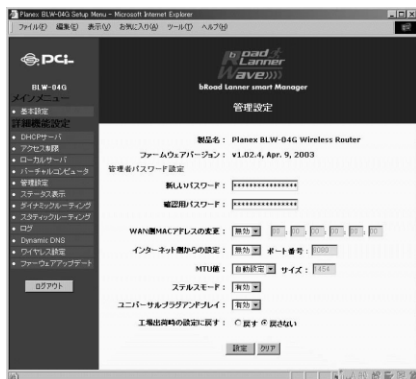 Planex BLW-04G Setup Menu - Microsoft Internet Explorer
ファイル(F) 編集(E) 表示(V) お気に入り(A) ツール(T) ヘルプ(H)
PCi
BLW-04G
メインメニュー
基本設定
詳細機能設定
DHCPサーバ
アクセス制限
ローカルサーバ
バーチャルコンピュータ
管理設定
ステータス表示
ダイナミックルーティング
スタティックルーティング
ログ
Dynamic DNS
ワイヤレス設定
ファームウェアアップデート
ログアウト
Broad
Lanner
Wave
bRoad Lanner smart Manager
管理設定
製品名: Planex BLW-04G Wireless Router
ファームウェアバージョン: v1.02.4, Apr. 9, 2003
管理者パスワード設定
新しいパスワード: ****************
確認用パスワード: ****************
WAN側MACアドレスの変更: 無効 00 : 00 : 00 : 00 : 00 : 00
インターネット側からの設定: 無効 ポート番号: 8080
MTU値: 自動設定 サイズ: 1454
ステルスモード: 有効
ユニバーサルプラグアンドプレイ: 有効
工場出荷時の設定に戻す: 戻す 戻さない
設定 クリア